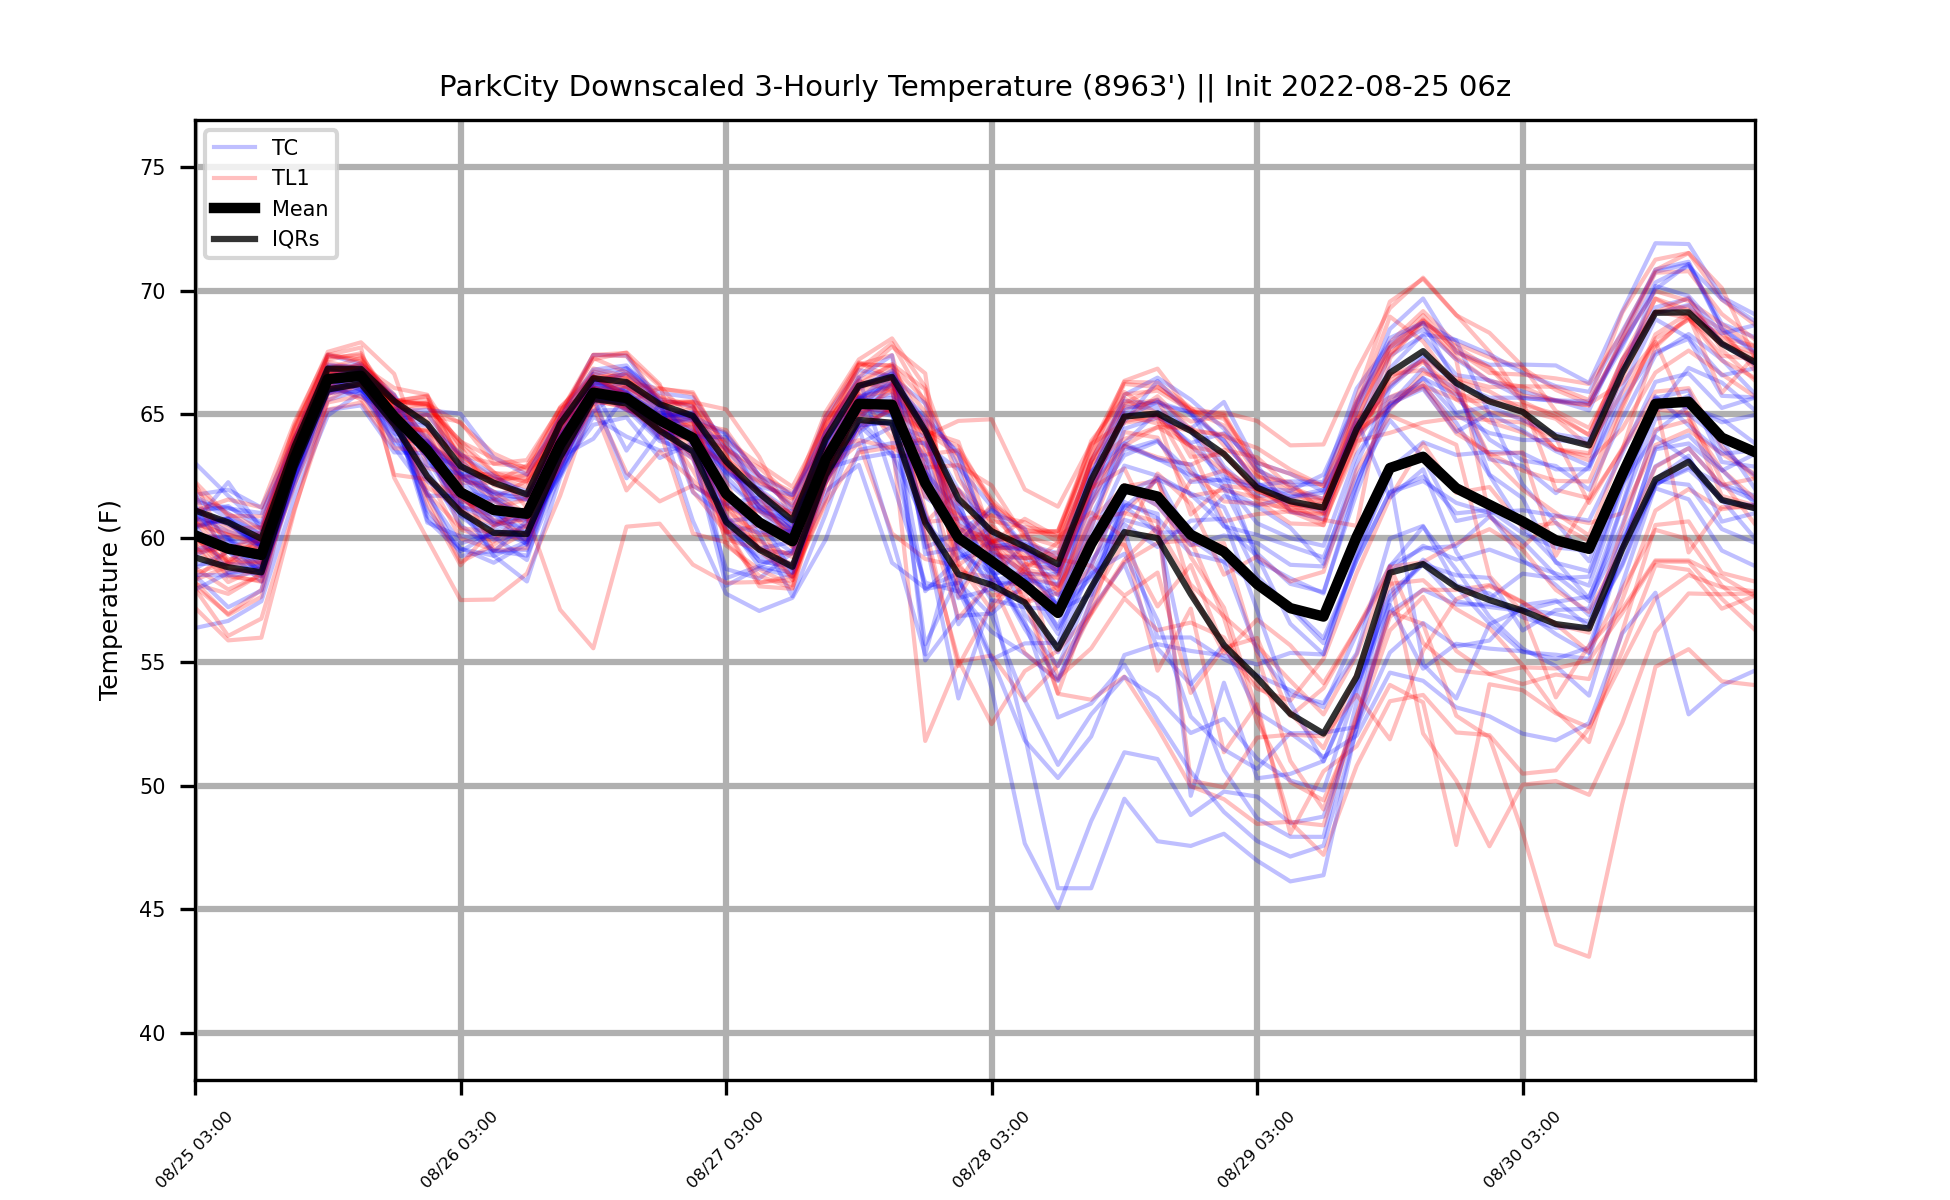 ParkCity Downscaled 3-Hourly Temperature (8963') || Init 2022-08-25 06z
TC
TL1
Mean
IQRs
Temperature (F)
75
70
65
60
55
50
45
40
08/25 03:00
08/26 03:00
08/27 03:00
08/28 03:00
08/29 03:00
08/30 03:00